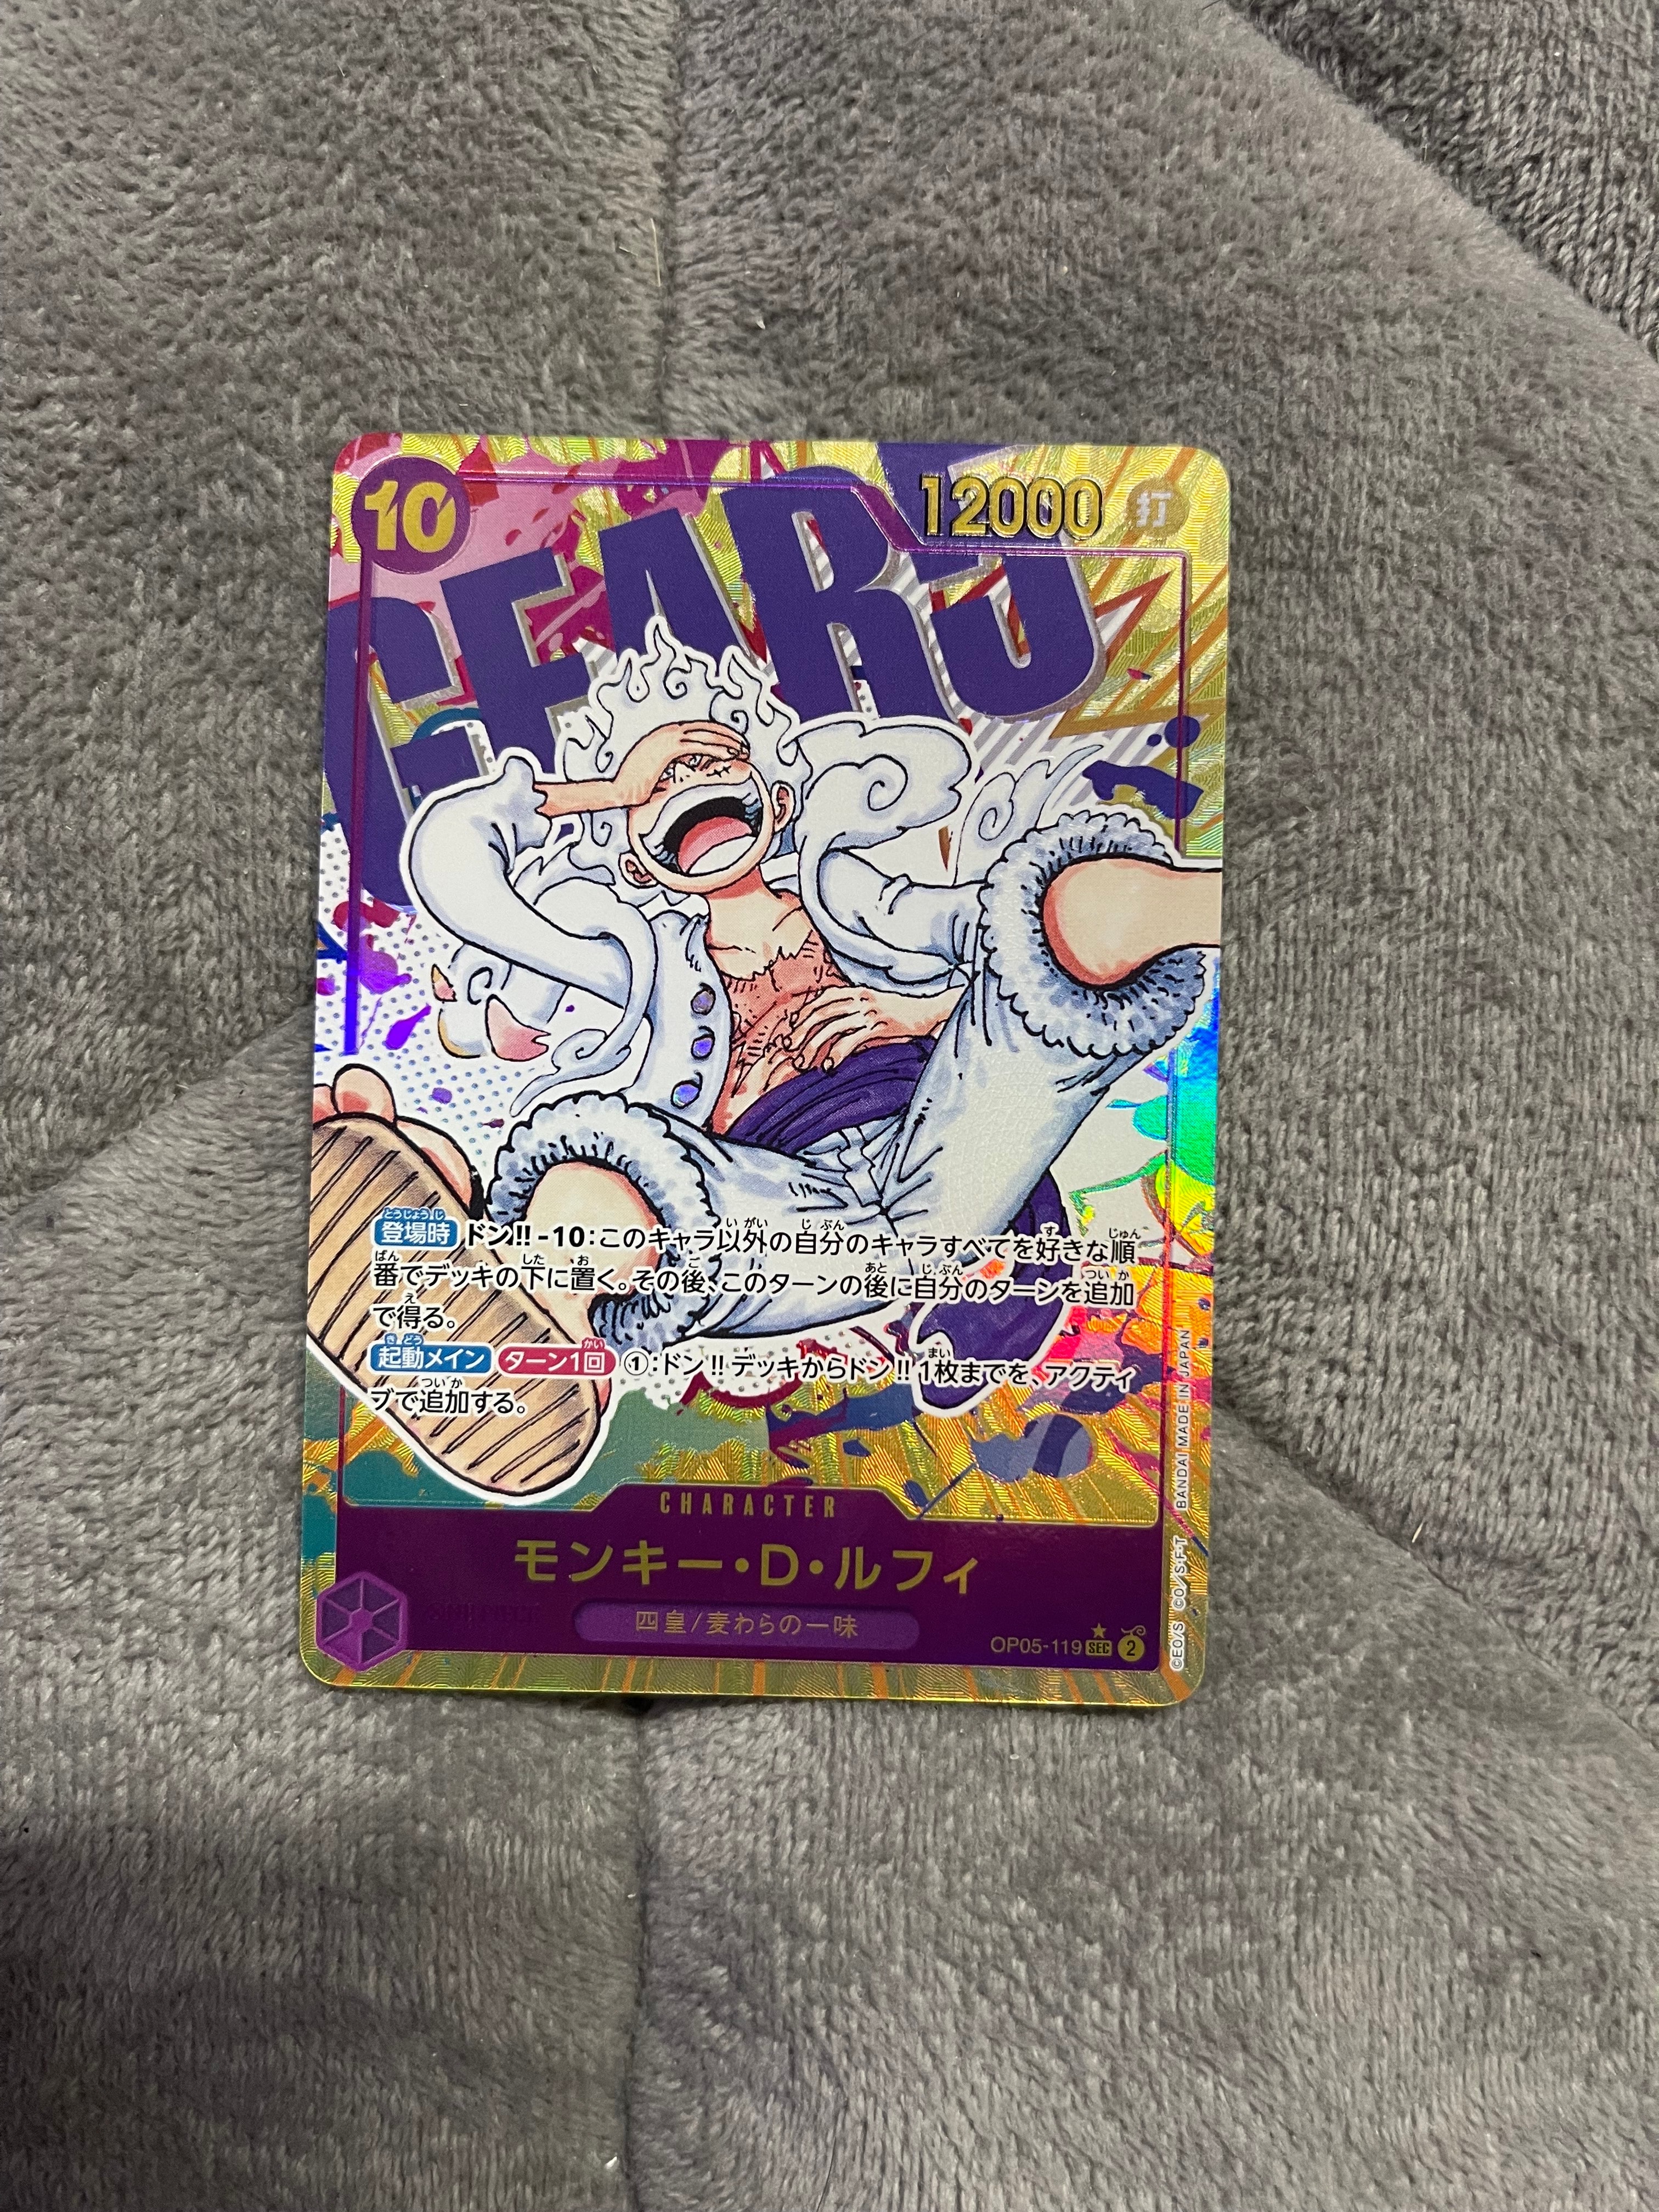 10
12000 打
GEAR5
登場時 ドン!! -10:このキャラ以外の自分のキャラすべてを好きな順
番でデッキの下に置く。その後、このターンの後に自分のターンを追加
で得る。
起動メイン ターン1回 ①:ドン!!デッキからドン!!1枚までを、アクティ
ブで追加する。
CHARACTER
モンキー・D・ルフィ
四皇/麦わらの一味
OP05-119 SEC 2
©EO/S ©O/S・F・T BANDAI MADE IN JAPAN